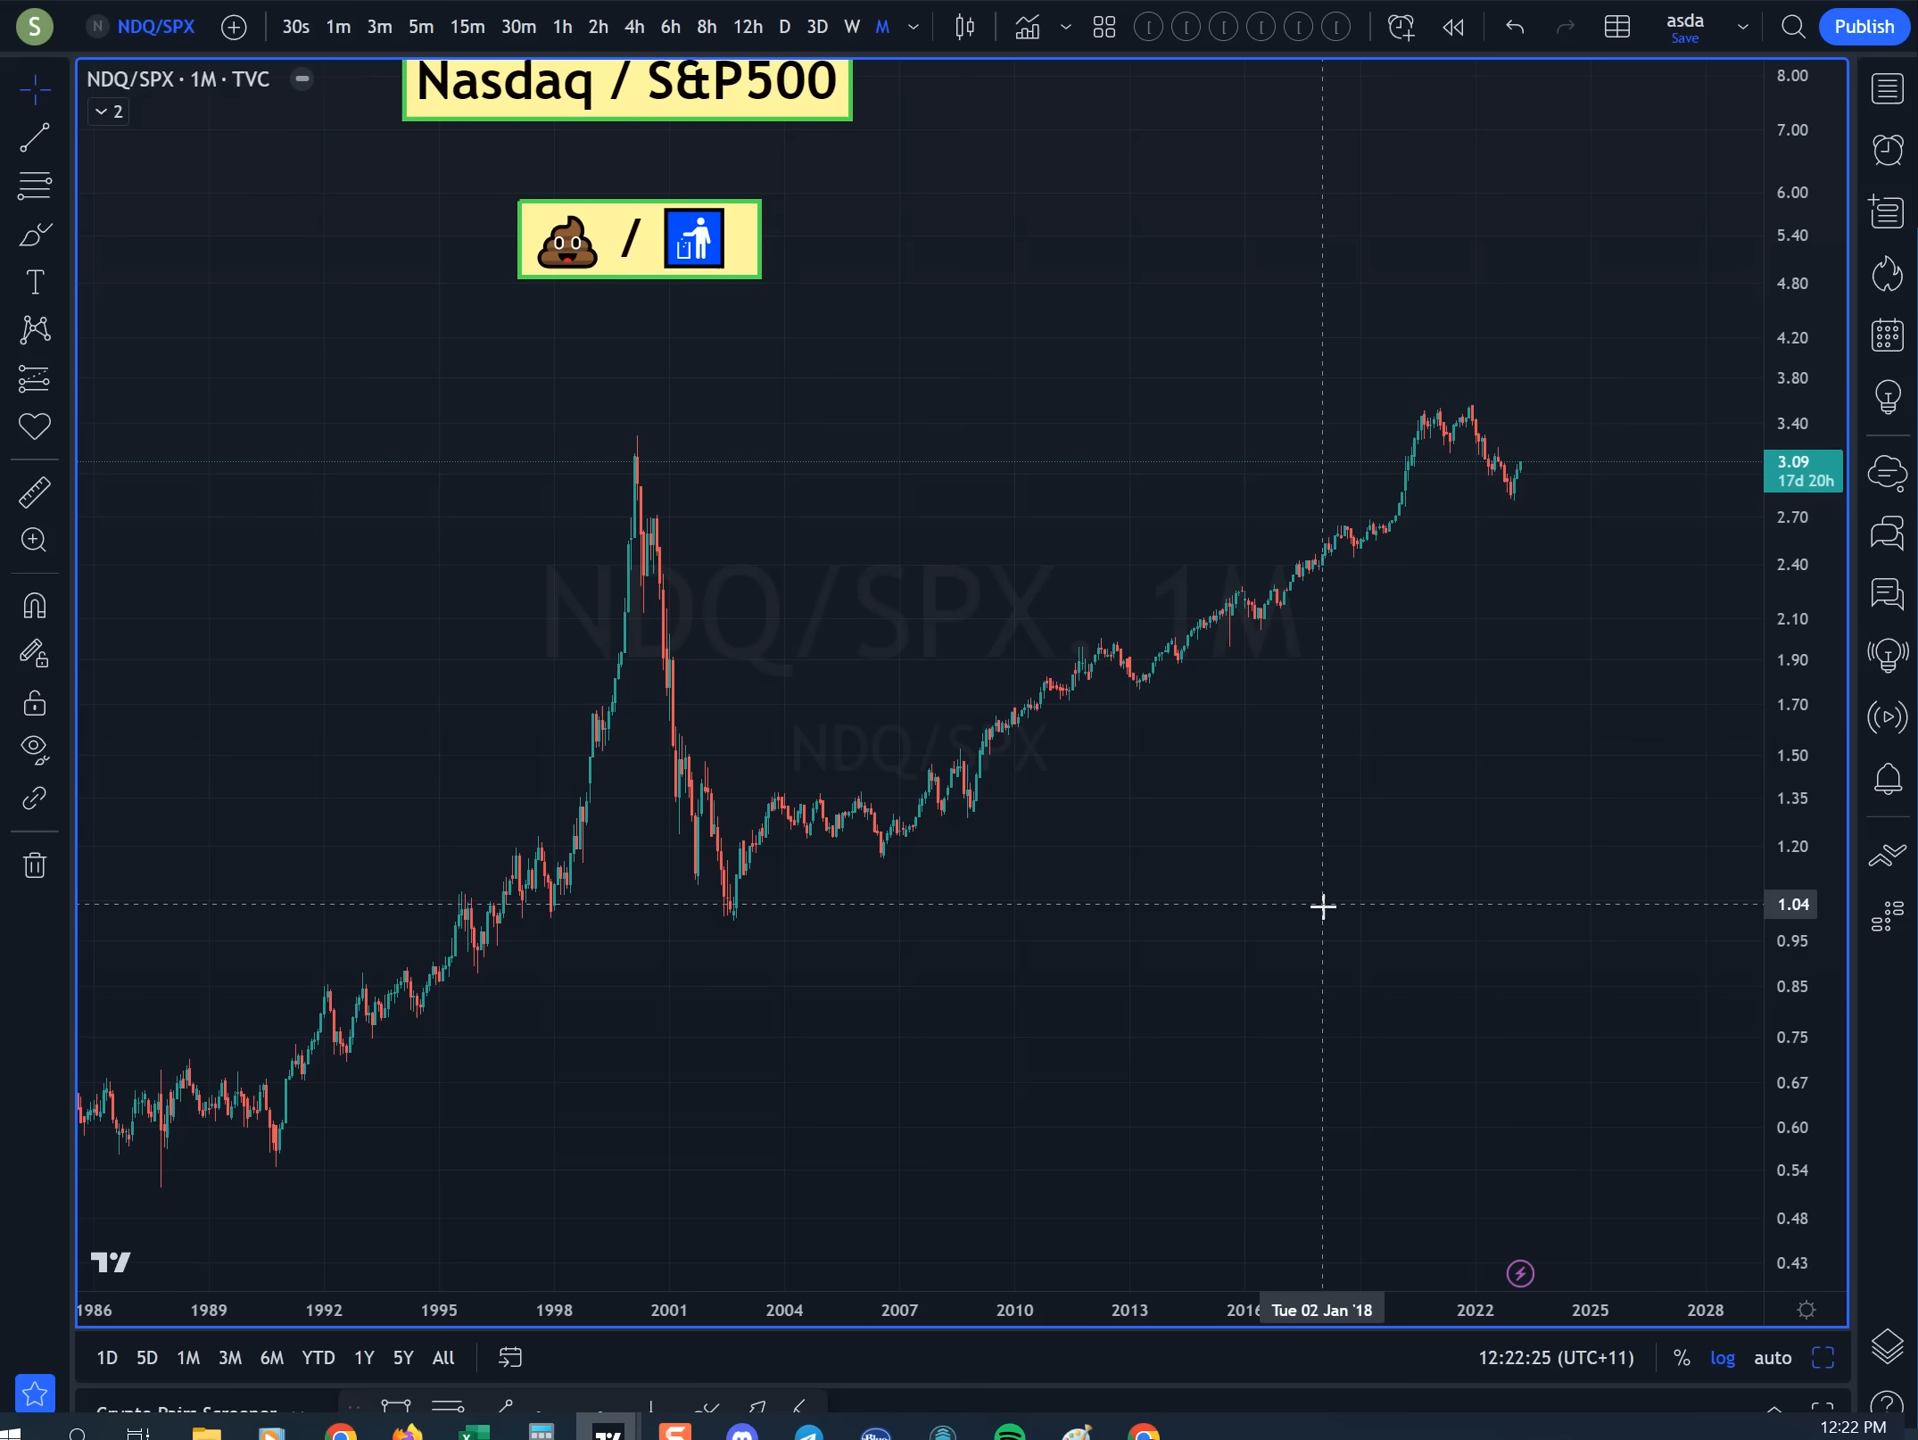 S
N NDQ/SPX 30s 1m 3m 5m 15m 30m 1h 2h 4h 6h 8h 12h D 3D W M
asda
Save
Publish
NDQ/SPX · 1M · TVC
2
Nasdaq / S&P500
/
NDQ/SPX, 1M
NDQ/SPX
8.00
7.00
6.00
5.40
4.80
4.20
3.80
3.40
3.09
17d 20h
2.70
2.40
2.10
1.90
1.70
1.50
1.35
1.20
1.04
0.95
0.85
0.75
0.67
0.60
0.54
0.48
0.43
1986 1989 1992 1995 1998 2001 2004 2007 2010 2013 2016 Tue 02 Jan '18 2022 2025 2028
1D 5D 1M 3M 6M YTD 1Y 5Y All
12:22:25 (UTC+11) % log auto
12:22 PM